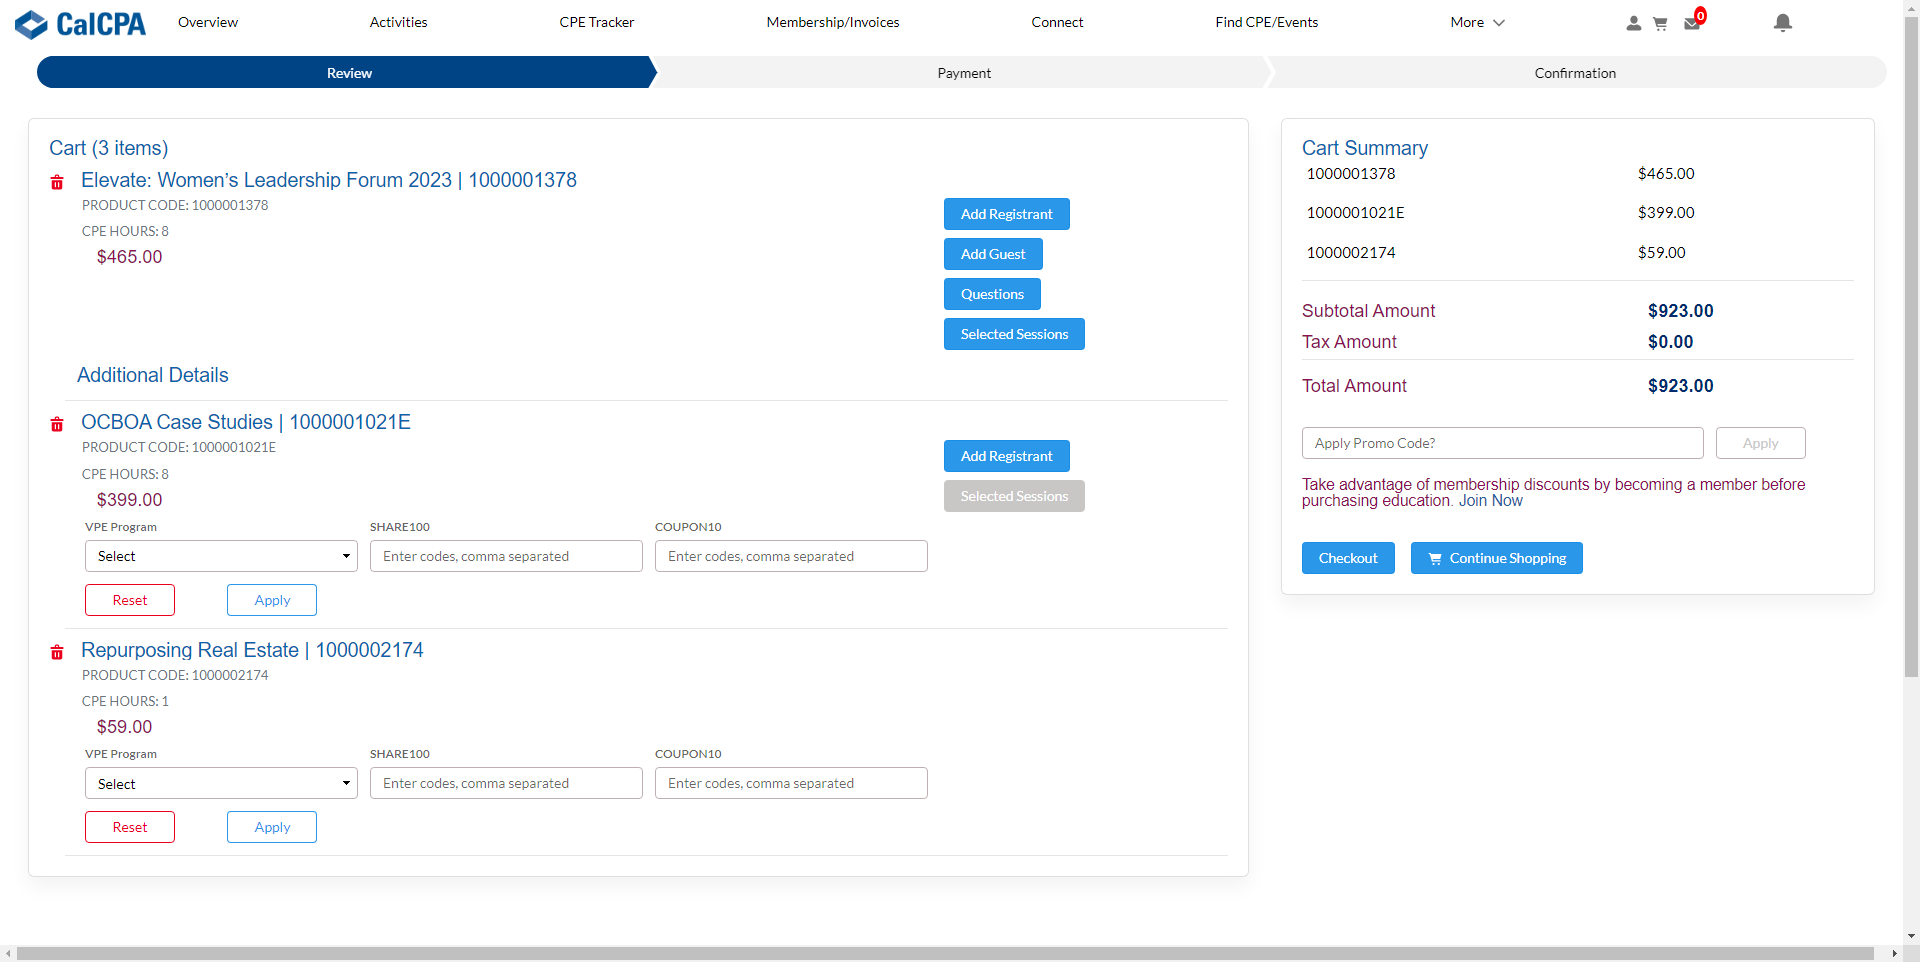 CalCPA
Overview
Activities
CPE Tracker
Membership/Invoices
Connect
Find CPE/Events
More
0
Review
Payment
Confirmation
Cart (3 items)
Elevate: Women’s Leadership Forum 2023 | 1000001378
PRODUCT CODE: 1000001378
CPE HOURS: 8
$465.00
Add Registrant
Add Guest
Questions
Selected Sessions
Additional Details
OCBOA Case Studies | 1000001021E
PRODUCT CODE: 1000001021E
CPE HOURS: 8
$399.00
Add Registrant
Selected Sessions
VPE Program
SHARE100
COUPON10
Select
Enter codes, comma separated
Enter codes, comma separated
Reset
Apply
Repurposing Real Estate | 1000002174
PRODUCT CODE: 1000002174
CPE HOURS: 1
$59.00
VPE Program
SHARE100
COUPON10
Select
Enter codes, comma separated
Enter codes, comma separated
Reset
Apply
Cart Summary
1000001378 $465.00
1000001021E $399.00
1000002174 $59.00
Subtotal Amount $923.00
Tax Amount $0.00
Total Amount $923.00
Apply Promo Code?
Apply
Take advantage of membership discounts by becoming a member before
purchasing education. Join Now
Checkout
Continue Shopping